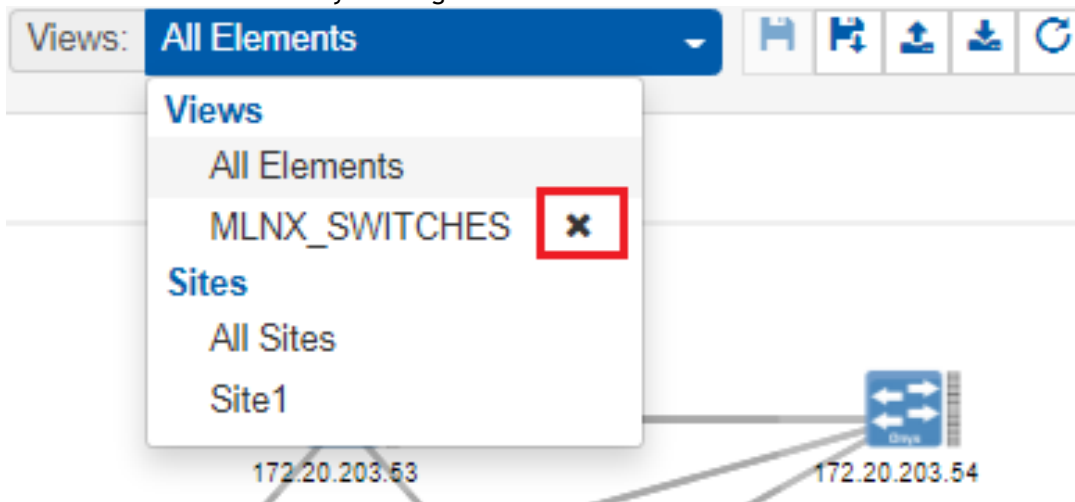 Views: All Elements
Views
All Elements
MLNX_SWITCHES
Sites
All Sites
Site1
Onyx
172.20.203.53
172.20.203.54